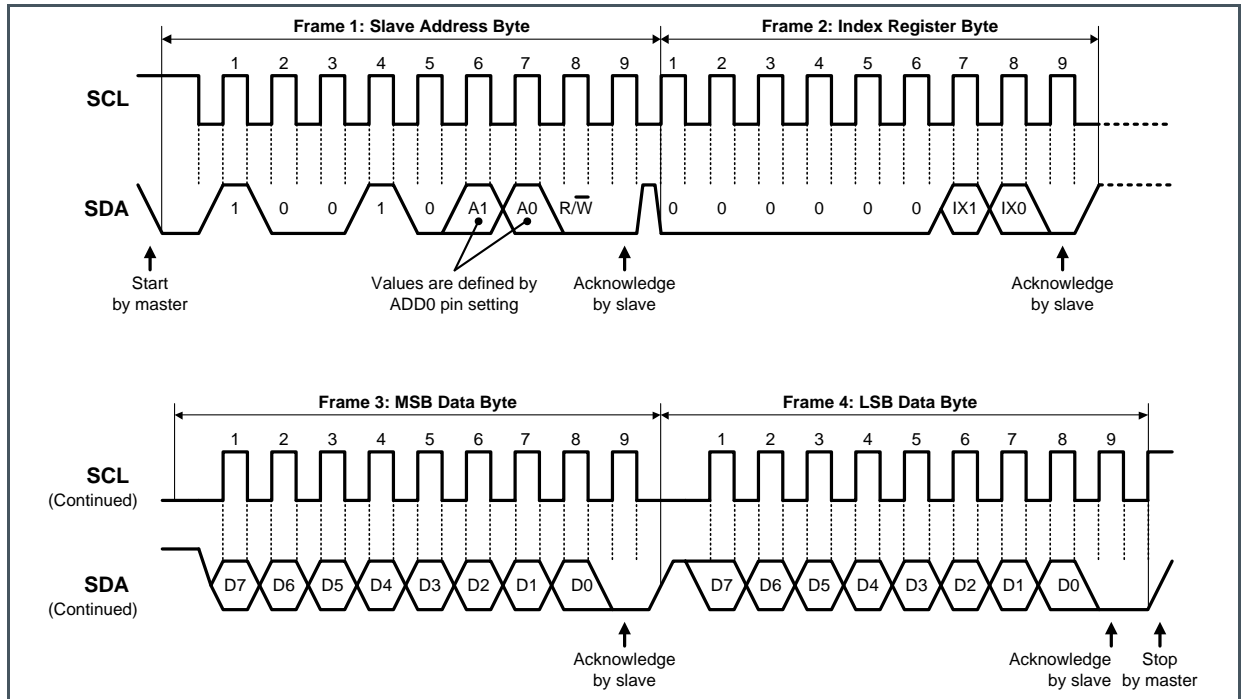 Frame 1: Slave Address Byte
Frame 2: Index Register Byte
1 2 3 4 5 6 7 8 9 1 2 3 4 5 6 7 8 9
SCL
SDA
1 0 0 1 0 A1 A0 R/W̅ 0 0 0 0 0 0 IX1 IX0
Start
by master
Values are defined by
ADD0 pin setting
Acknowledge
by slave
Acknowledge
by slave
Frame 3: MSB Data Byte
Frame 4: LSB Data Byte
1 2 3 4 5 6 7 8 9 1 2 3 4 5 6 7 8 9
SCL
(Continued)
SDA
(Continued)
D7 D6 D5 D4 D3 D2 D1 D0 D7 D6 D5 D4 D3 D2 D1 D0
Acknowledge
by slave
Acknowledge
by slave
Stop
by master